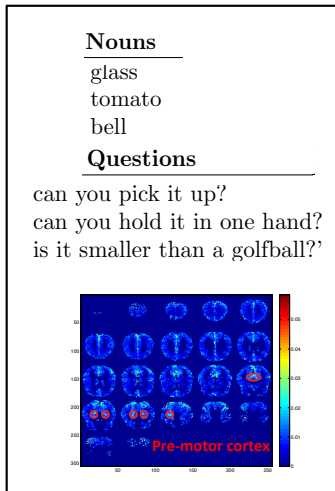 Nouns
glass
tomato
bell
Questions
can you pick it up?
can you hold it in one hand?
is it smaller than a golfball?’
0.05
0.04
0.03
0.02
0.01
0
50
100
150
200
250
300
50 100 150 200 250
Pre-motor cortex